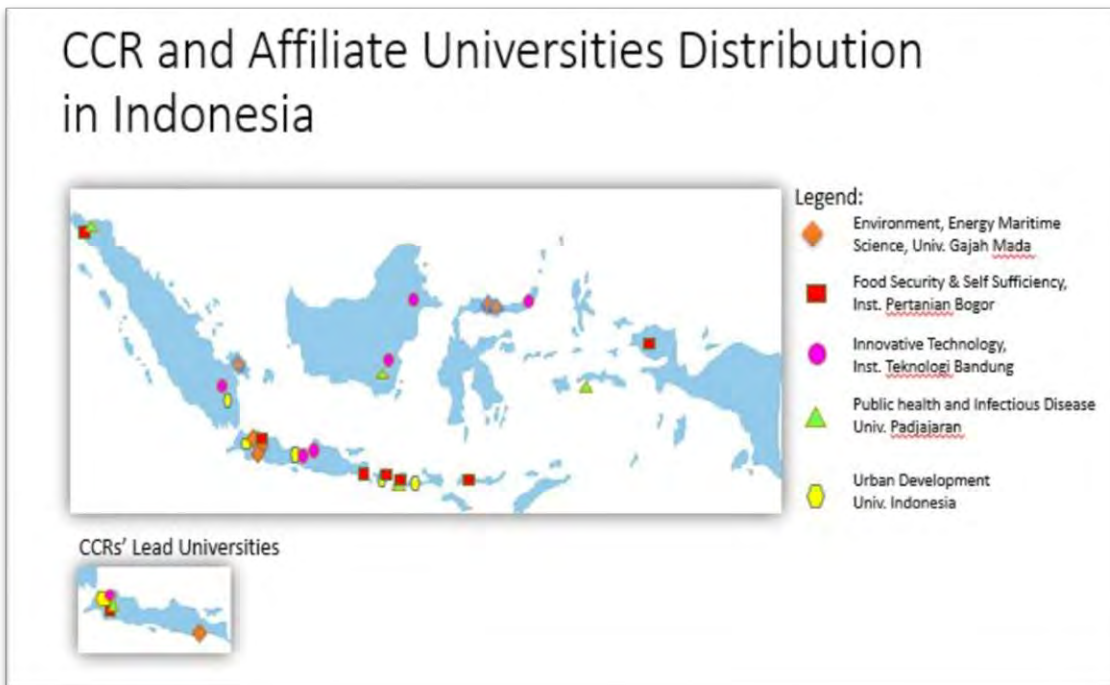 CCR and Affiliate Universities Distribution
in Indonesia
Legend:
Environment, Energy Maritime
Science, Univ. Gajah Mada
Food Security & Self Sufficiency,
Inst. Pertanian Bogor
Innovative Technology,
Inst. Teknologi Bandung
Public health and Infectious Disease
Univ. Padjajaran
Urban Development
Univ. Indonesia
CCRs' Lead Universities